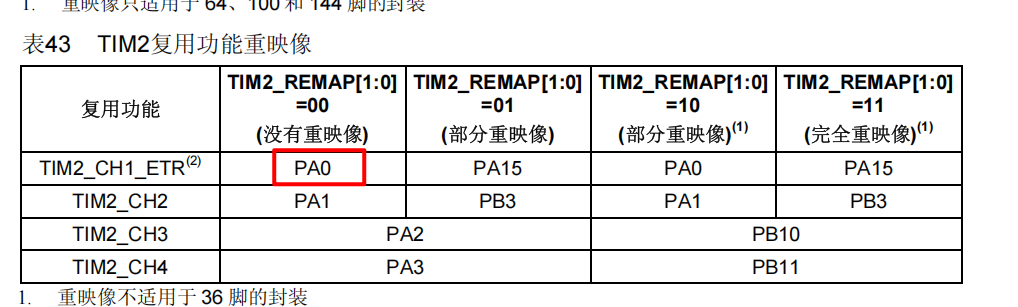 1. 重映像只适用于 64、100 和 144 脚的封装
表43 TIM2复用功能重映像
复用功能 TIM2_REMAP[1:0] =00 (没有重映像) TIM2_REMAP[1:0] =01 (部分重映像) TIM2_REMAP[1:0] =10 (部分重映像)(1) TIM2_REMAP[1:0] =11 (完全重映像)(1)
TIM2_CH1_ETR(2) PA0 PA15 PA0 PA15
TIM2_CH2 PA1 PB3 PA1 PB3
TIM2_CH3 PA2 PB10
TIM2_CH4 PA3 PB11
1. 重映像不适用于 36 脚的封装